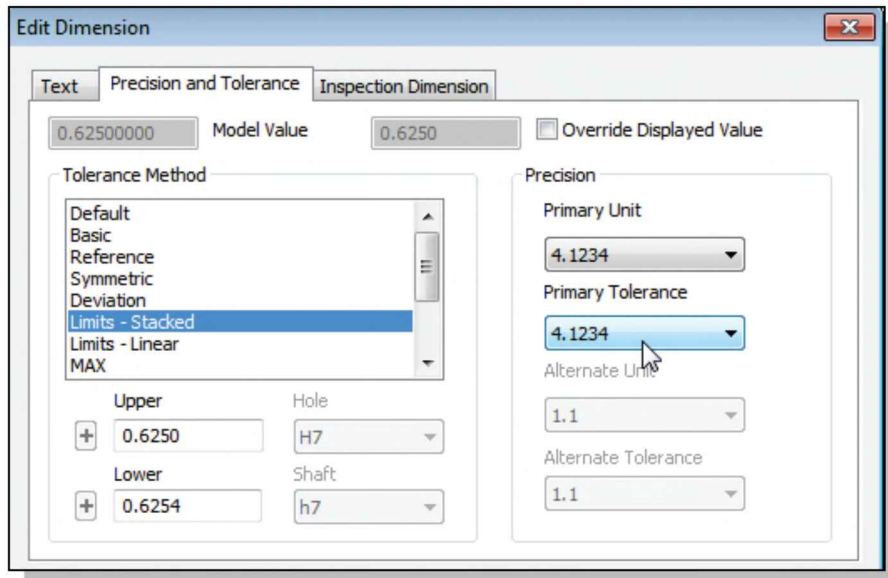 Edit Dimension
Text Precision and Tolerance Inspection Dimension
0.62500000 Model Value 0.6250 Override Displayed Value
Tolerance Method
Default
Basic
Reference
Symmetric
Deviation
Limits - Stacked
Limits - Linear
MAX
Upper Hole
+ 0.6250 H7
Lower Shaft
+ 0.6254 h7
Precision
Primary Unit
4.1234
Primary Tolerance
4.1234
Alternate Unit
1.1
Alternate Tolerance
1.1